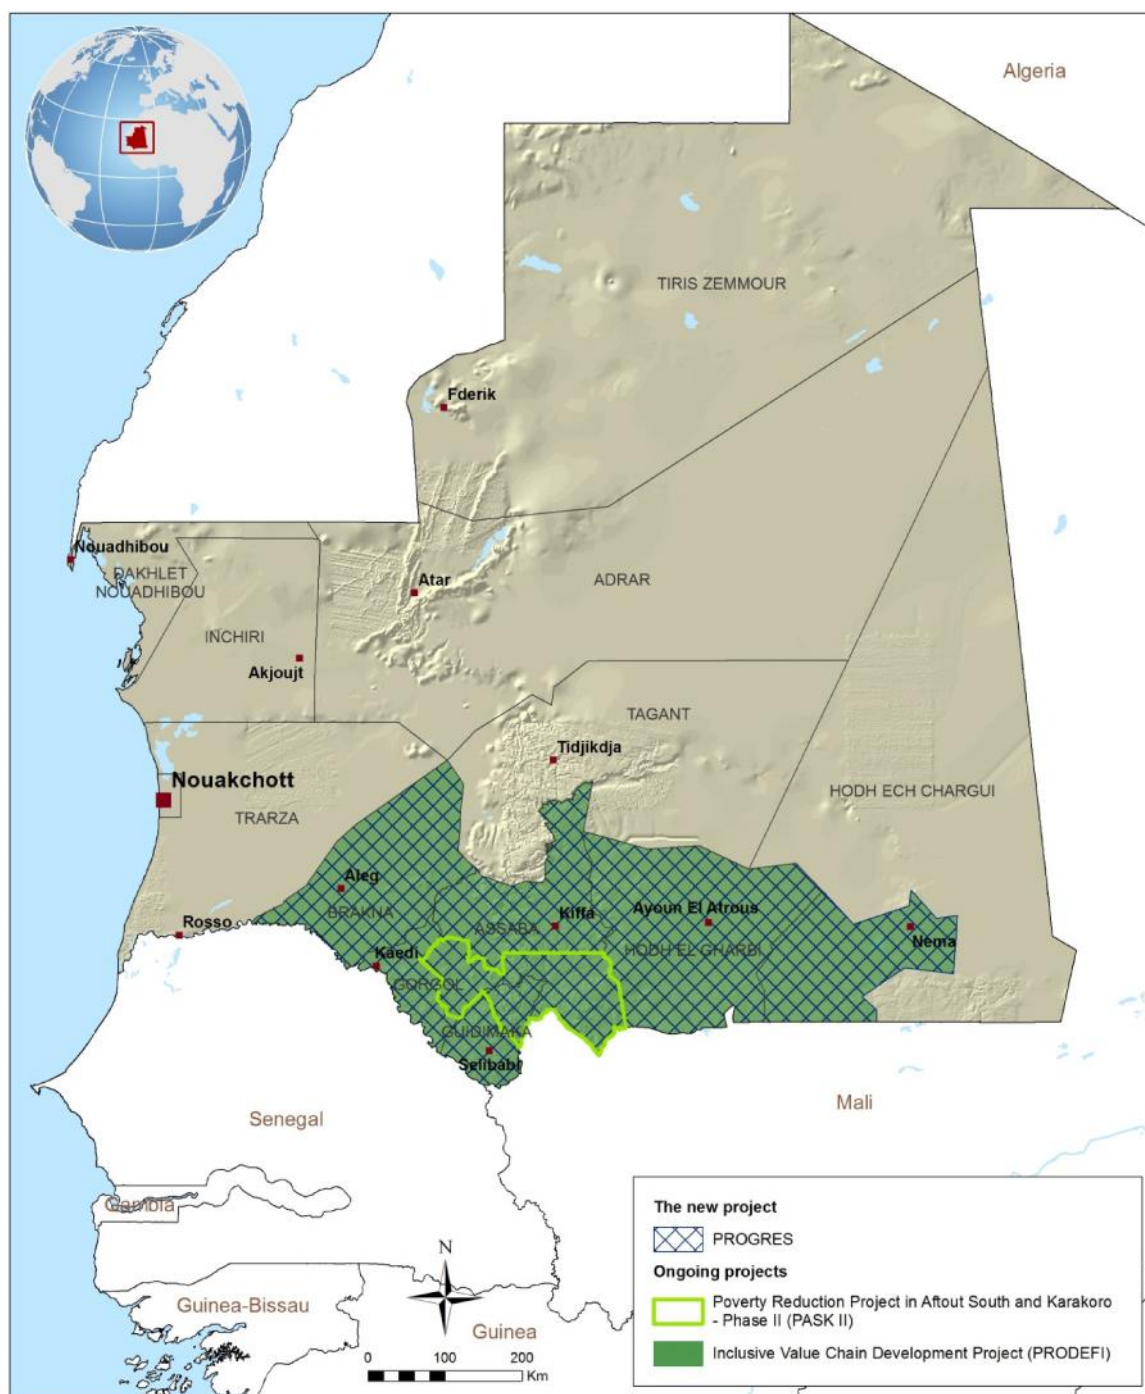 Algeria
TIRIS ZEMMOUR
Fderik
Nouadhibou
DAKHLET
NOUADHIBOU
Atar
ADRAR
INCHIRI
Akjoujt
TAGANT
Tidjikdja
Nouakchott
HODH ECH CHARGUI
TRARZA
Aleg
BRAKNA
Rosso
ASSABA
Kiffa
Ayoun El Atrous
Nema
HODH EL GHARBI
Kaedi
GORGOL
GUIDIMAKA
Selibabi
Mali
Senegal
Gambia
The new project
PROGRES
Ongoing projects
Poverty Reduction Project in Aftout South and Karakoro
- Phase II (PASK II)
Inclusive Value Chain Development Project (PRODEFI)
N
Guinea-Bissau
Guinea
0 50 100 200
Km